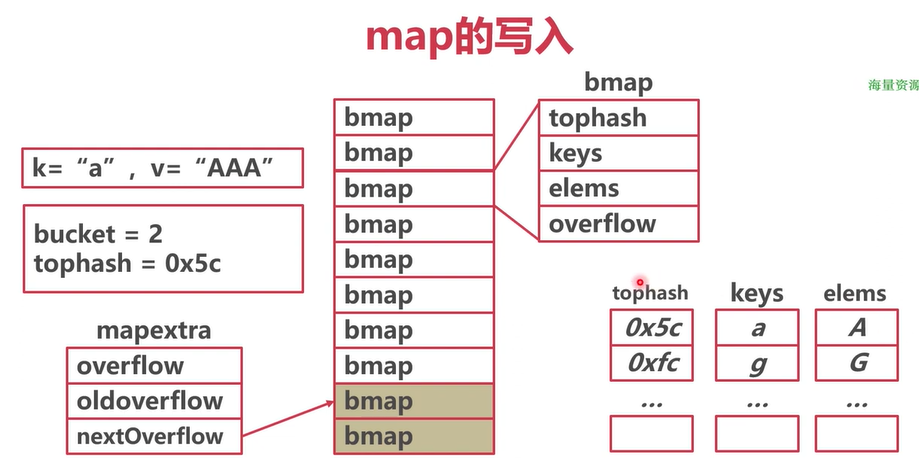 map的写入
海量资源
k=“a”, v=“AAA”
bucket = 2
tophash = 0x5c
mapextra
overflow
oldoverflow
nextOverflow
bmap
bmap
bmap
bmap
bmap
bmap
bmap
bmap
bmap
bmap
bmap
tophash
keys
elems
overflow
tophash keys elems
0x5c a A
0xfc g G
... ... ...